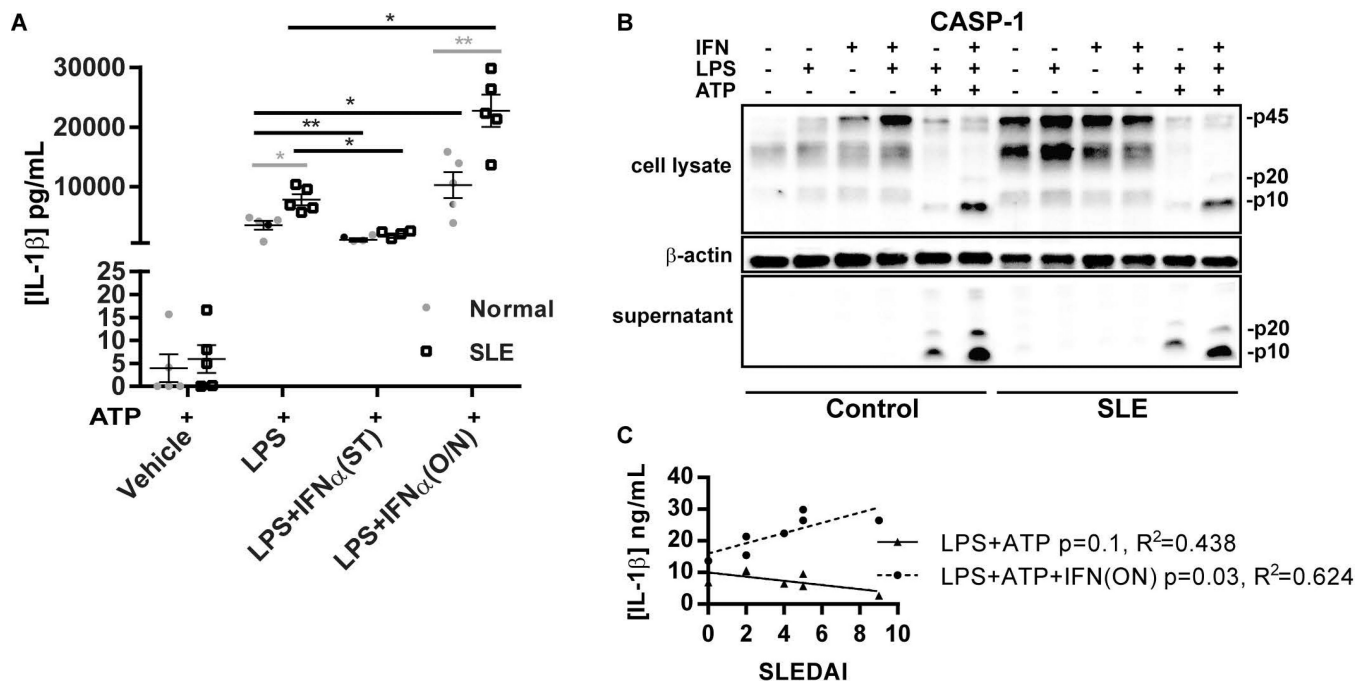 A
*
**
30000
20000
10000
*
**
*
*
25
20
15
10
5
0
[IL-1β] pg/mL
Normal
SLE
ATP + + + +
Vehicle
LPS
LPS+IFNα(ST)
LPS+IFNα(O/N)
B
CASP-1
IFN - - + + - + - - + + - +
LPS - + - + + + - + - + + +
ATP - - - - + + - - - - + +
cell lysate
-p45
-p20
-p10
β-actin
supernatant
-p20
-p10
Control
SLE
C
[IL-1β] ng/mL
40
30
20
10
0
0 2 4 6 8 10
SLEDAI
LPS+ATP p=0.1, R²=0.438
LPS+ATP+IFN(ON) p=0.03, R²=0.624